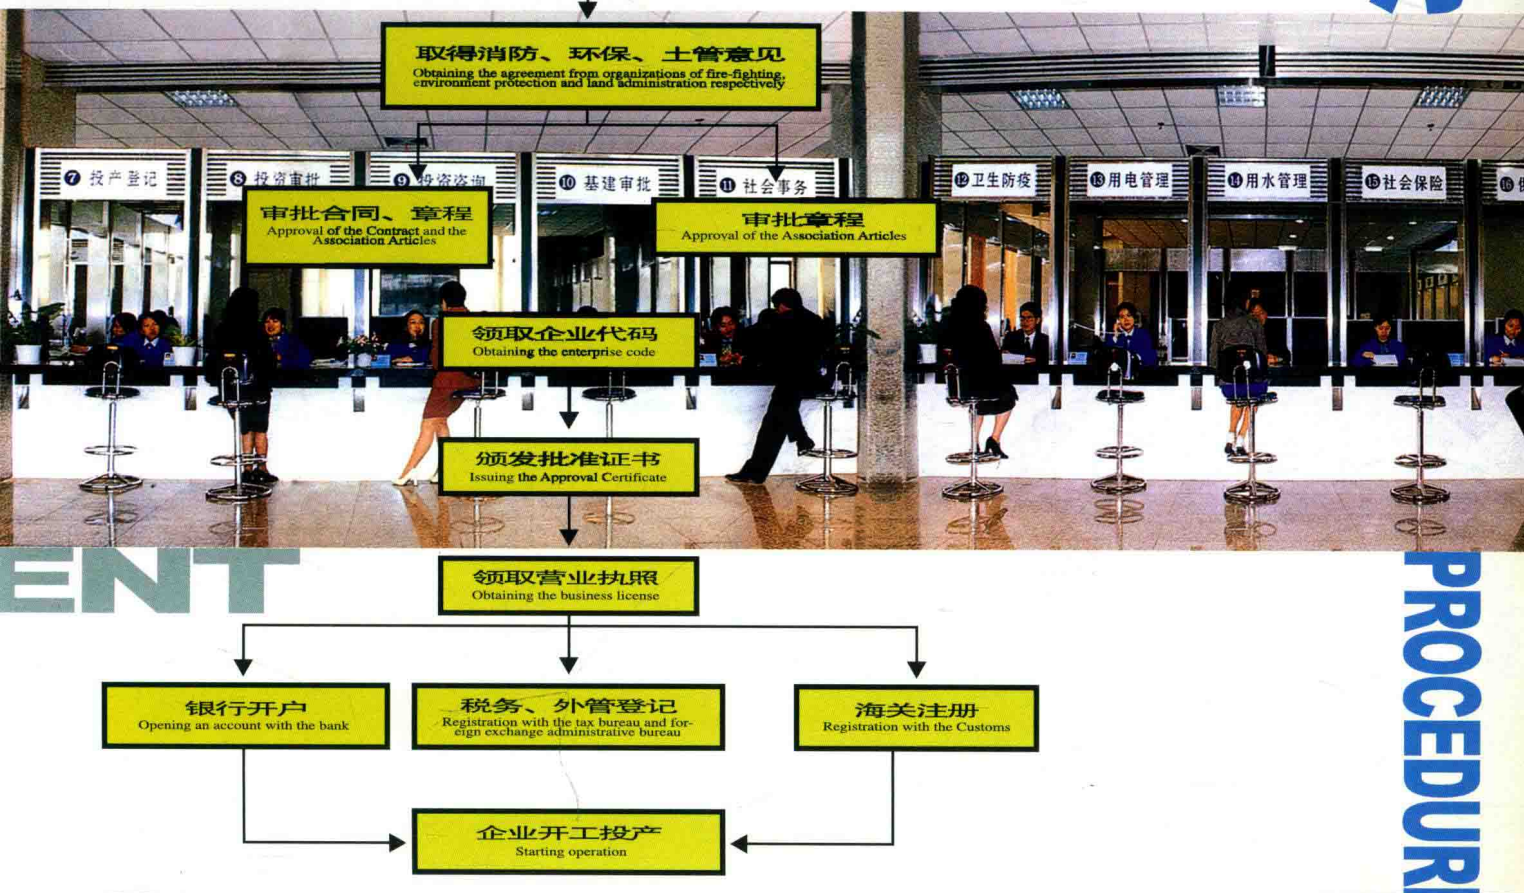 取得消防、环保、土管意见
Obtaining the agreement from organizations of fire-fighting,
environment protection and land administration respectively
❼ 投产登记
❽ 投资审批
❾ 投资咨询
❿ 基建审批
⓫ 社会事务
⓬卫生防疫
⓭用电管理
⓮用水管理
⓯社会保险
⓰
审批合同、章程
Approval of the Contract and the
Association Articles
审批章程
Approval of the Association Articles
领取企业代码
Obtaining the enterprise code
颁发批准证书
Issuing the Approval Certificate
ENT
领取营业执照
Obtaining the business license
银行开户
Opening an account with the bank
税务、外管登记
Registration with the tax bureau and for-
eign exchange administrative bureau
海关注册
Registration with the Customs
企业开工投产
Starting operation
PROCEDUR